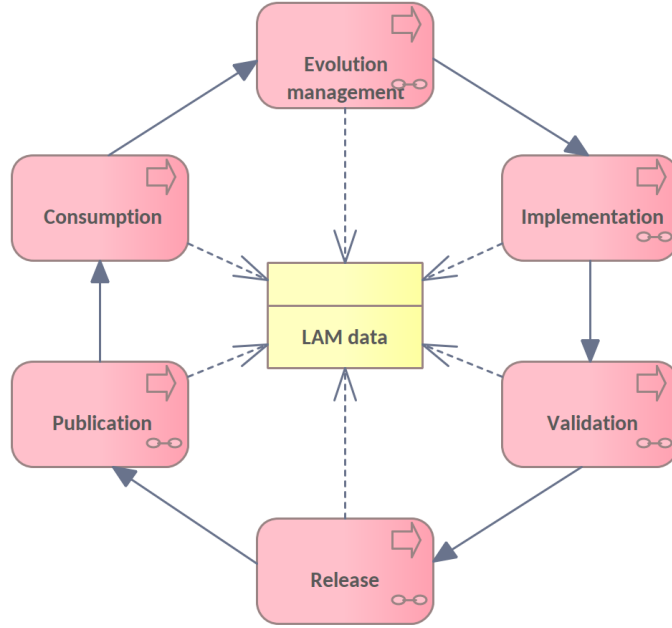 Evolution
management
Consumption
Implementation
LAM data
Publication
Validation
Release